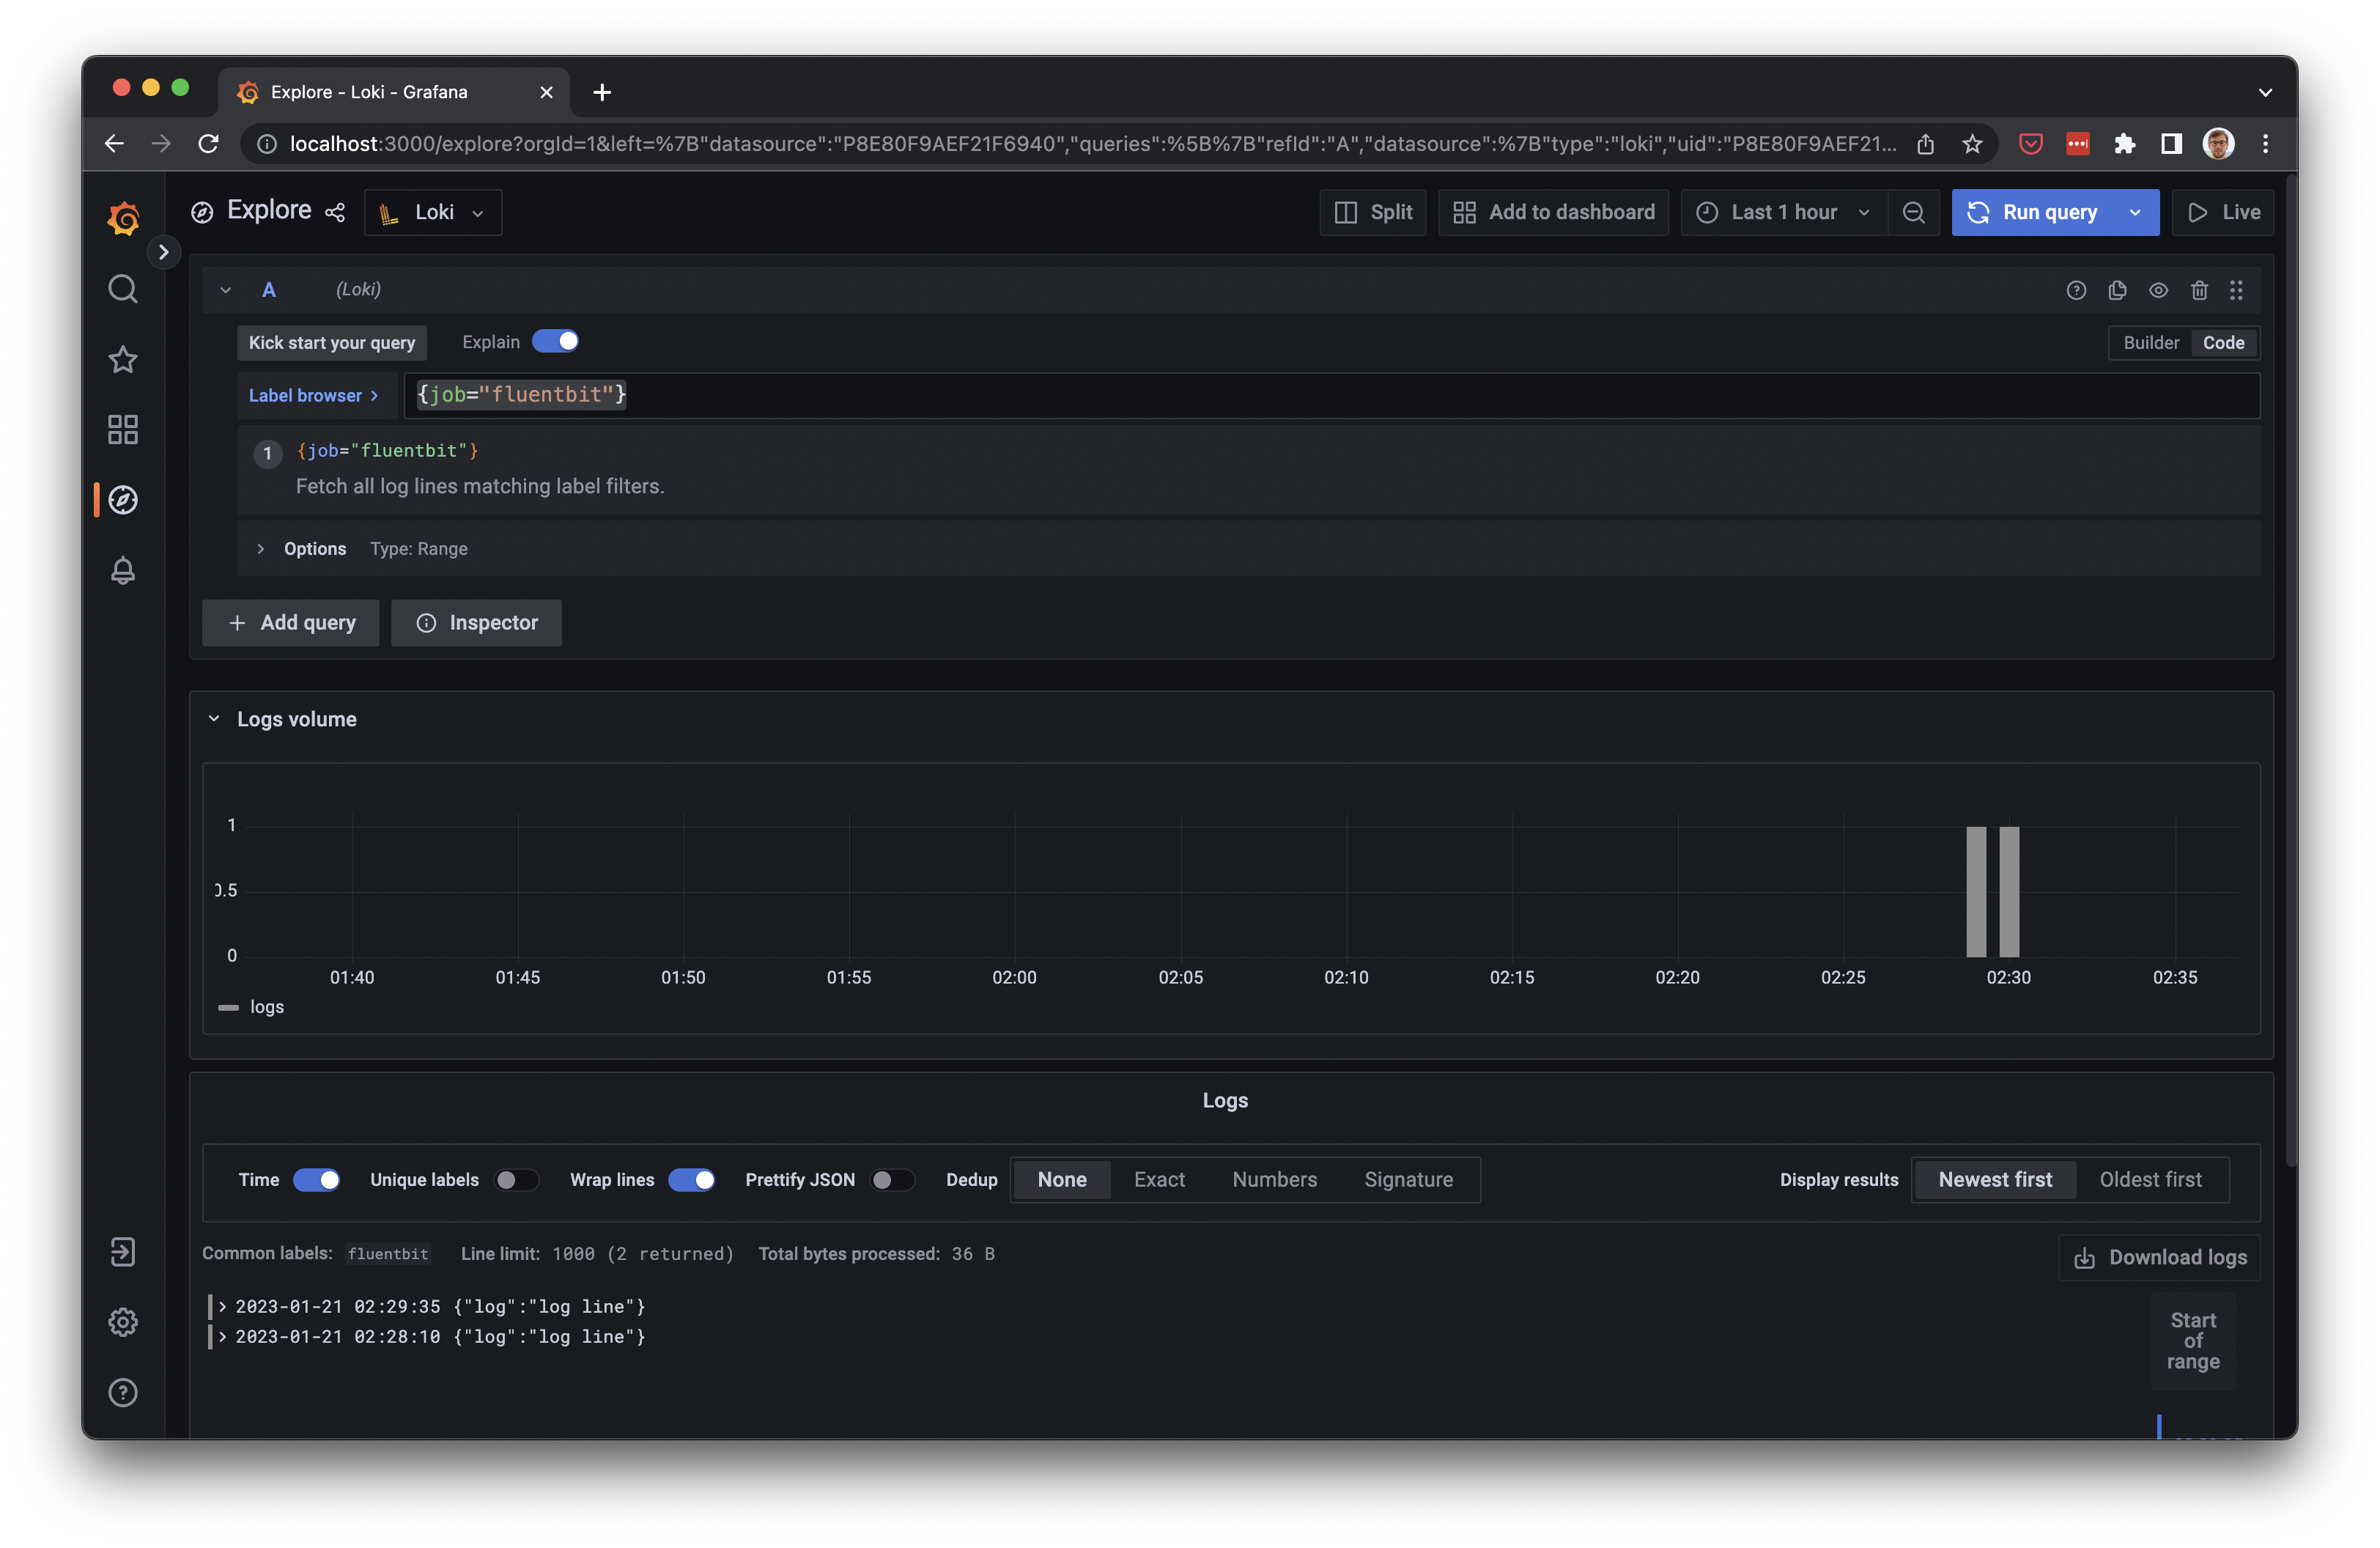 Explore - Loki - Grafana
localhost:3000/explore?orgId=1&left=%7B"datasource":"P8E80F9AEF21F6940","queries":%5B%7B"refId":"A","datasource":%7B"type":"loki","uid":"P8E80F9AEF21...
Explore Loki Split Add to dashboard Last 1 hour Run query Live
A (Loki)
Kick start your query Explain Builder Code
Label browser > {job="fluentbit"}
1 {job="fluentbit"}
Fetch all log lines matching label filters.
Options Type: Range
+ Add query Inspector
Logs volume
1
0.5
0
01:40 01:45 01:50 01:55 02:00 02:05 02:10 02:15 02:20 02:25 02:30 02:35
logs
Logs
Time Unique labels Wrap lines Prettify JSON Dedup None Exact Numbers Signature Display results Newest first Oldest first
Common labels: fluentbit Line limit: 1000 (2 returned) Total bytes processed: 36 B Download logs
> 2023-01-21 02:29:35 {"log":"log line"}
> 2023-01-21 02:28:10 {"log":"log line"}
Start
of
range